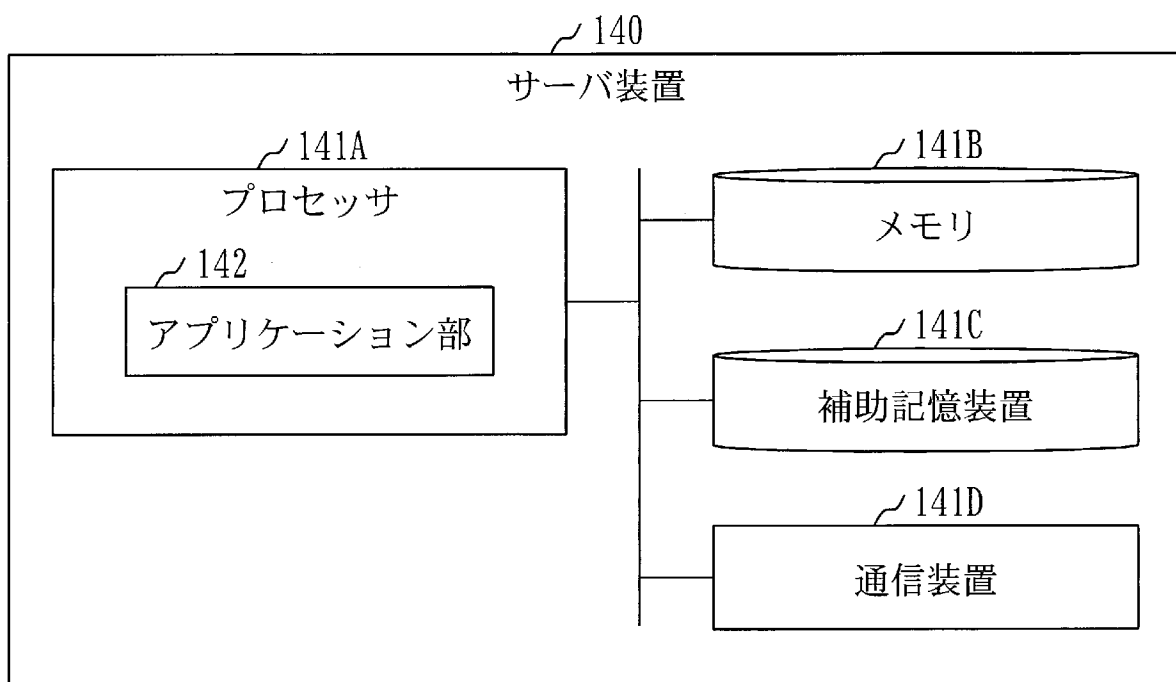 140
サーバ装置
141A
プロセッサ
142
アプリケーション部
141B
メモリ
141C
補助記憶装置
141D
通信装置